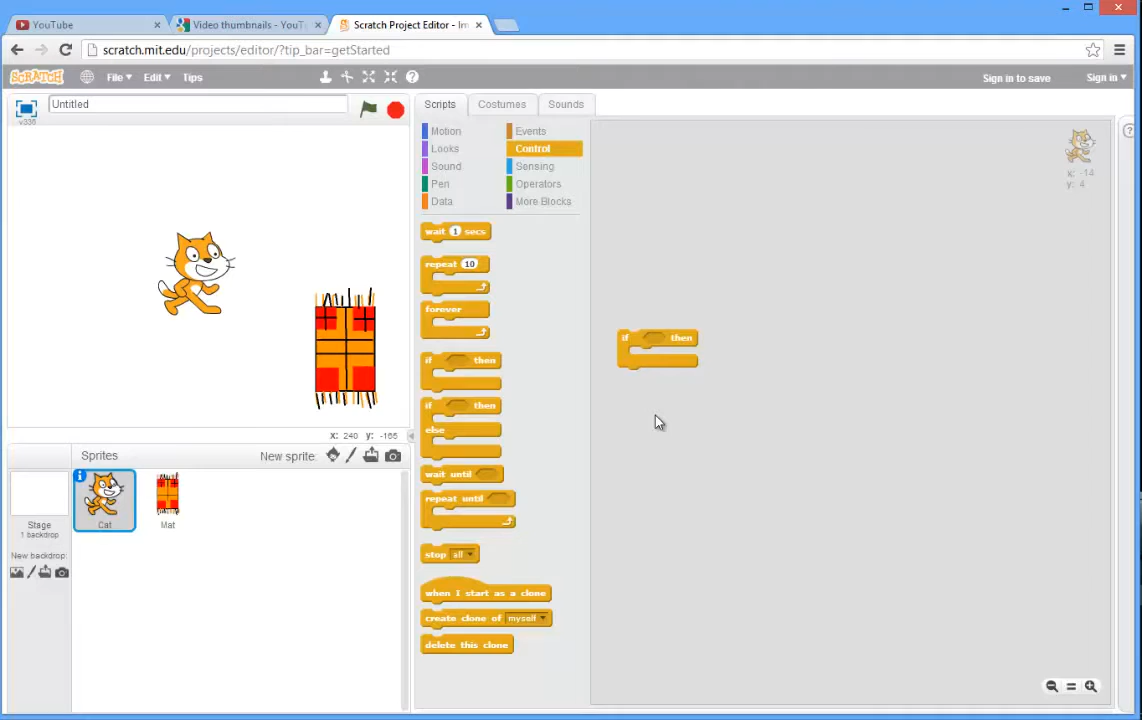 YouTube
Video thumbnails - YouT
Scratch Project Editor - Im
scratch.mit.edu/projects/editor/?tip_bar=getStarted
SCRATCH File Edit Tips Sign in to save Sign in
Untitled
v336
Scripts Costumes Sounds
Motion Events
Looks Control
Sound Sensing
Pen Operators
Data More Blocks
x: -14
y: 4
wait 1 secs
repeat 10
forever
if then
if then
else
wait until
repeat until
stop all
when I start as a clone
create clone of myself
delete this clone
if then
x: 240 y: -166
Sprites New sprite:
Stage
1 backdrop
New backdrop:
Cat
Mat